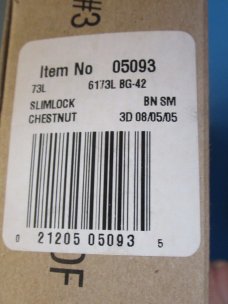 #3
Item No 05093
73L 6173L BG-42
SLIMLOCK BN SM
CHESTNUT 3D 08/05/05
0 21205 05093 5
OF